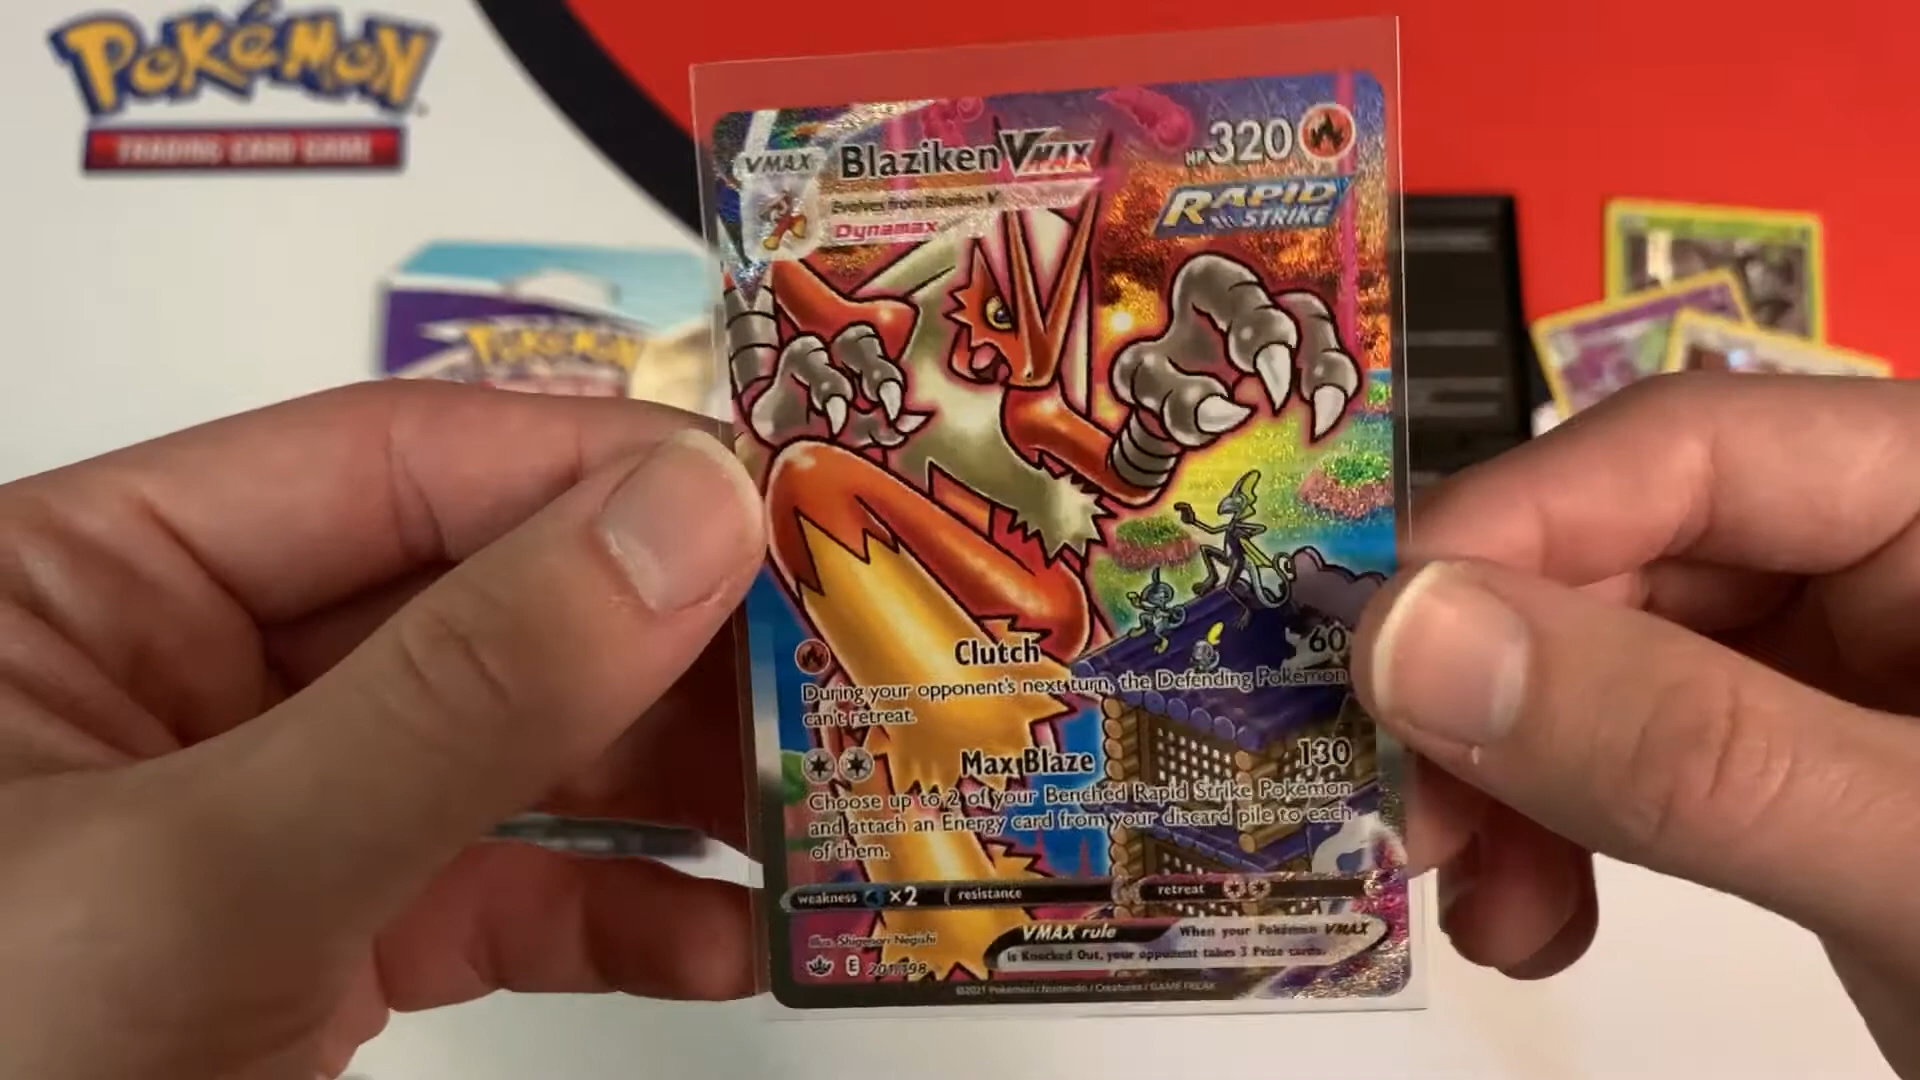 POKéMON
TRADING CARD GAME
POKéMON
VMAX
Blaziken VMAX
HP 320
Evolves from Blaziken V
Dynamax
RAPID
STRIKE
Clutch 60
During your opponent's next turn, the Defending Pokémon
can't retreat.
Max Blaze 130
Choose up to 2 of your Benched Rapid Strike Pokémon
and attach an Energy card from your discard pile to each
of them.
weakness ×2 resistance retreat
Illus. Shigenori Negishi
VMAX rule When your Pokémon VMAX
is Knocked Out, your opponent takes 3 Prize cards.
E 201/198
©2021 Pokémon / Nintendo / Creatures / GAME FREAK